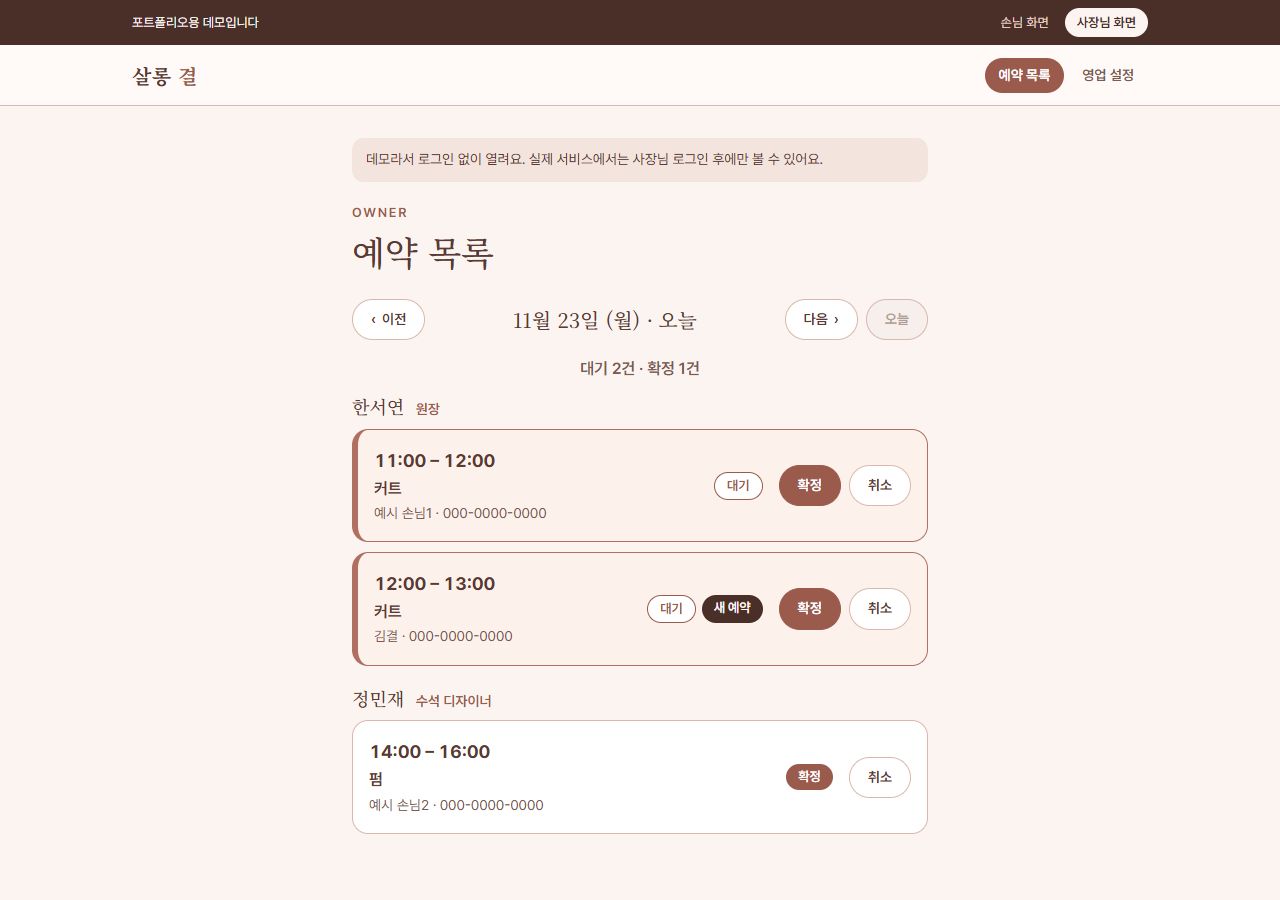 포트폴리오용 데모입니다
손님 화면
사장님 화면
살롱 결
예약 목록
영업 설정
데모라서 로그인 없이 열려요. 실제 서비스에서는 사장님 로그인 후에만 볼 수 있어요.
OWNER
예약 목록
‹ 이전
11월 23일 (월) · 오늘
다음 ›
오늘
대기 2건 · 확정 1건
한서연 원장
11:00 – 12:00
커트
예시 손님1 · 000-0000-0000
대기
확정
취소
12:00 – 13:00
커트
김결 · 000-0000-0000
대기
새 예약
확정
취소
정민재 수석 디자이너
14:00 – 16:00
펌
예시 손님2 · 000-0000-0000
확정
취소